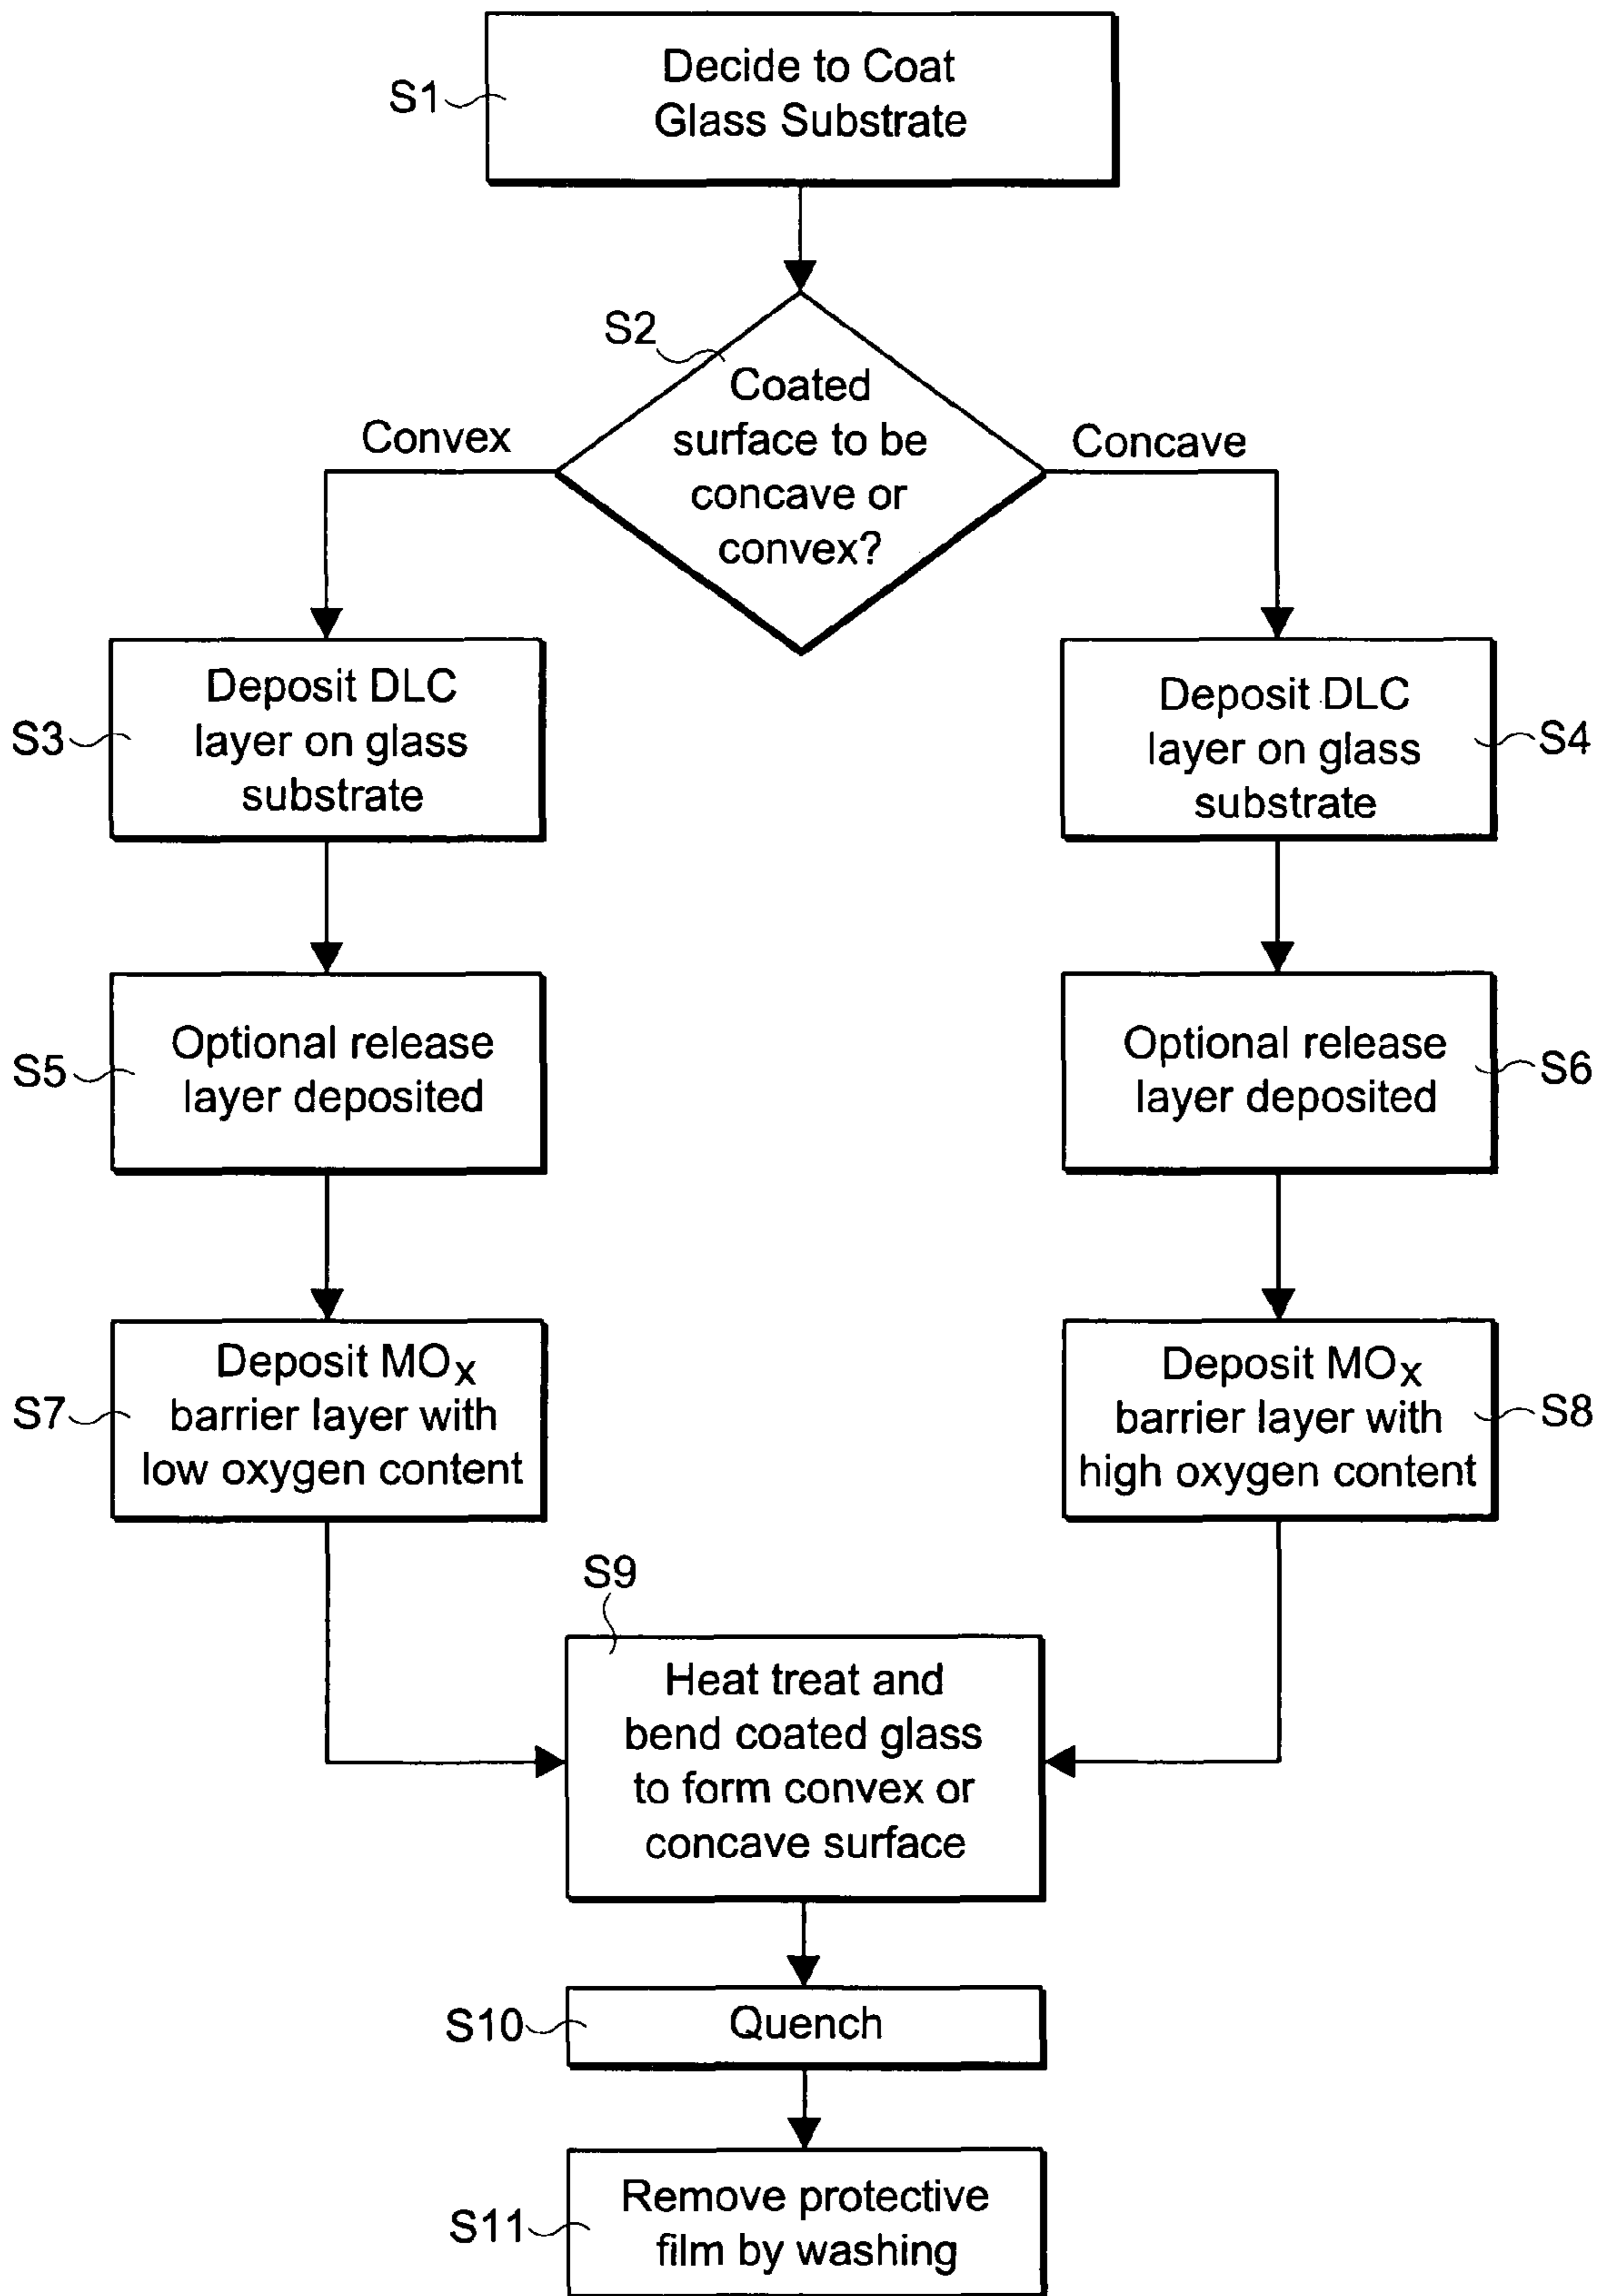 S1
Decide to Coat
Glass Substrate
S2
Coated
surface to be
concave or
convex?
Convex
Concave
S3
Deposit DLC
layer on glass
substrate
Deposit DLC
layer on glass
substrate
S4
S5
Optional release
layer deposited
Optional release
layer deposited
S6
S7
Deposit MOx
barrier layer with
low oxygen content
Deposit MOx
barrier layer with
high oxygen content
S8
S9
Heat treat and
bend coated glass
to form convex or
concave surface
S10
Quench
S11
Remove protective
film by washing